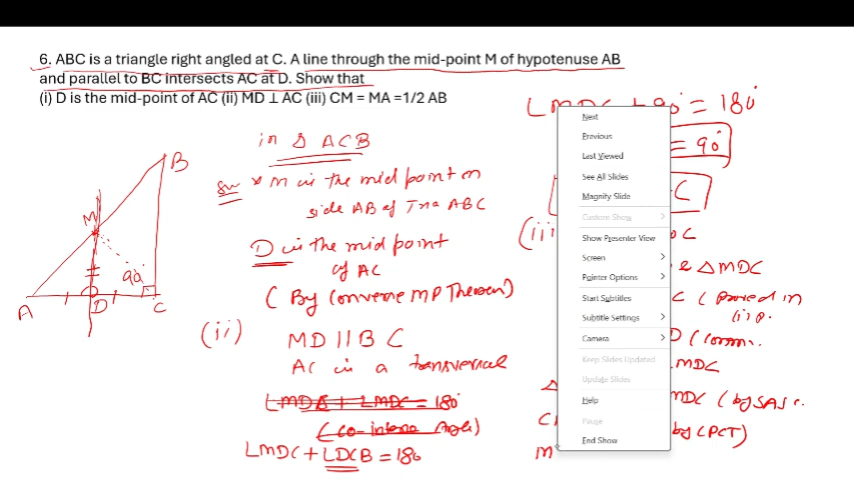 6. ABC is a triangle right angled at C. A line through the mid-point M of hypotenuse AB
and parallel to BC intersects AC at D. Show that
(i) D is the mid-point of AC (ii) MD ⊥ AC (iii) CM = MA =1/2 AB
in Δ ACB
M is the mid point on
side AB of ABC
D is the mid point
of AC
(By Converse MP Theorem)
(ii) MD || BC
AC is a transversal
∠MDA + ∠MDC = 180°
(co-interior Angle)
∠MDC + ∠DCB = 180
B
M
90°
A
D
C
+ 90° = 180°
= 90°
C
(iii
C
& ΔMDC
C (proved in
(i) p.
D (comm..
MDC
Δ
MDC (by SAS c.
C
by CPCT)
M
Next
Previous
Last Viewed
See All Slides
Magnify Slide
Custom Show
Show Presenter View
Screen
Pointer Options
Start Subtitles
Subtitle Settings
Camera
Keep Slides Updated
Update Slides
Help
Pause
End Show